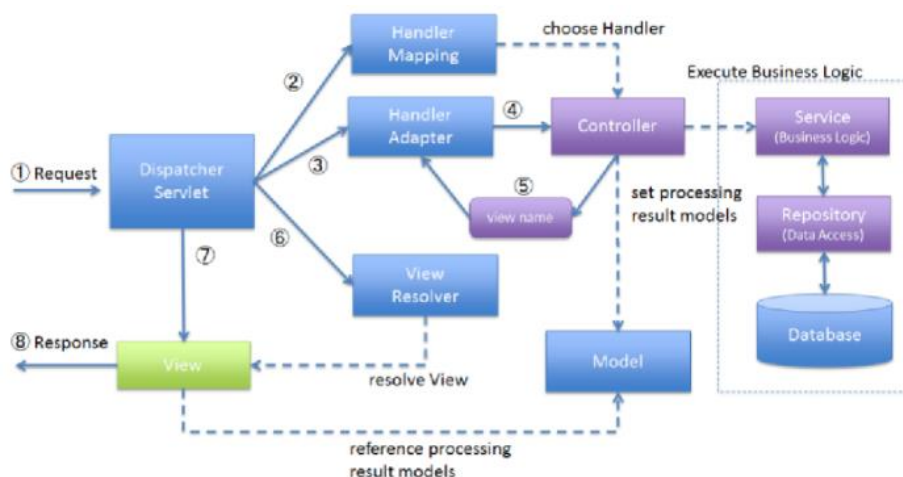 Handler
Mapping
choose Handler
②
Execute Business Logic
Handler
Adapter
④
Controller
Service
(Business Logic)
① Request
Dispatcher
Servlet
③
⑤
view name
set processing
result models
Repository
(Data Access)
⑥
⑦
View
Resolver
Database
⑧ Response
View
resolve View
Model
reference processing
result models